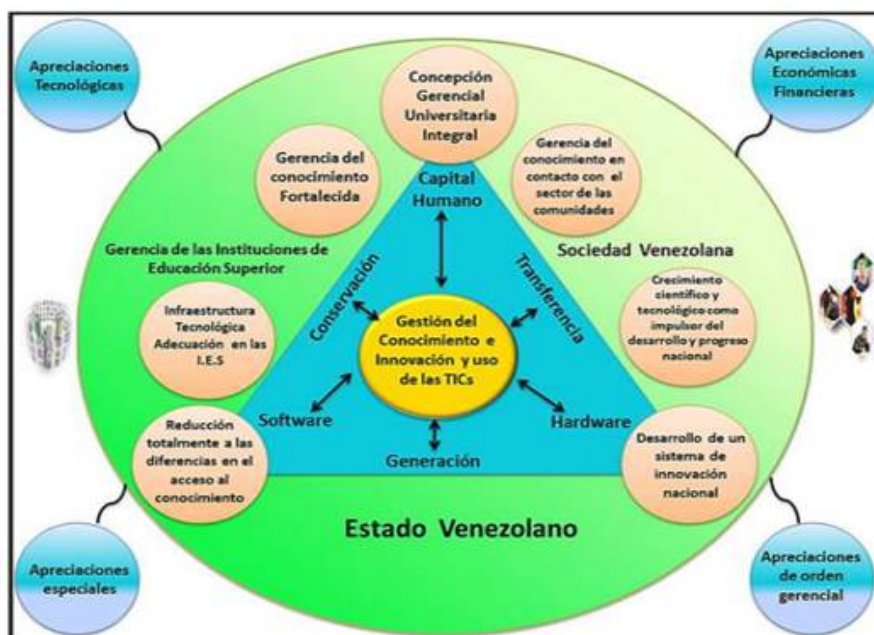 Apreciaciones
Tecnológicas
Apreciaciones
Económicas
Financieras
Concepción
Gerencial
Universitaria
Integral
Gerencia del
conocimiento
Fortalecida
Gerencia del
conocimiento en
contacto con el
sector de las
comunidades
Capital
Humano
Gerencia de las Instituciones de
Educación Superior
Sociedad Venezolana
Conservación
Transferencia
Infraestructura
Tecnológica
Adecuación en las
I.E.S
Gestión del
Conocimiento e
Innovación y uso
de las TICs
Crecimiento
científico y
tecnológico como
impulsor del
desarrollo y progreso
nacional
Software
Hardware
Generación
Reducción
totalmente a las
diferencias en el
acceso al
conocimiento
Desarrollo de un
sistema de
innovación
nacional
Estado Venezolano
Apreciaciones
especiales
Apreciaciones
de orden
gerencial